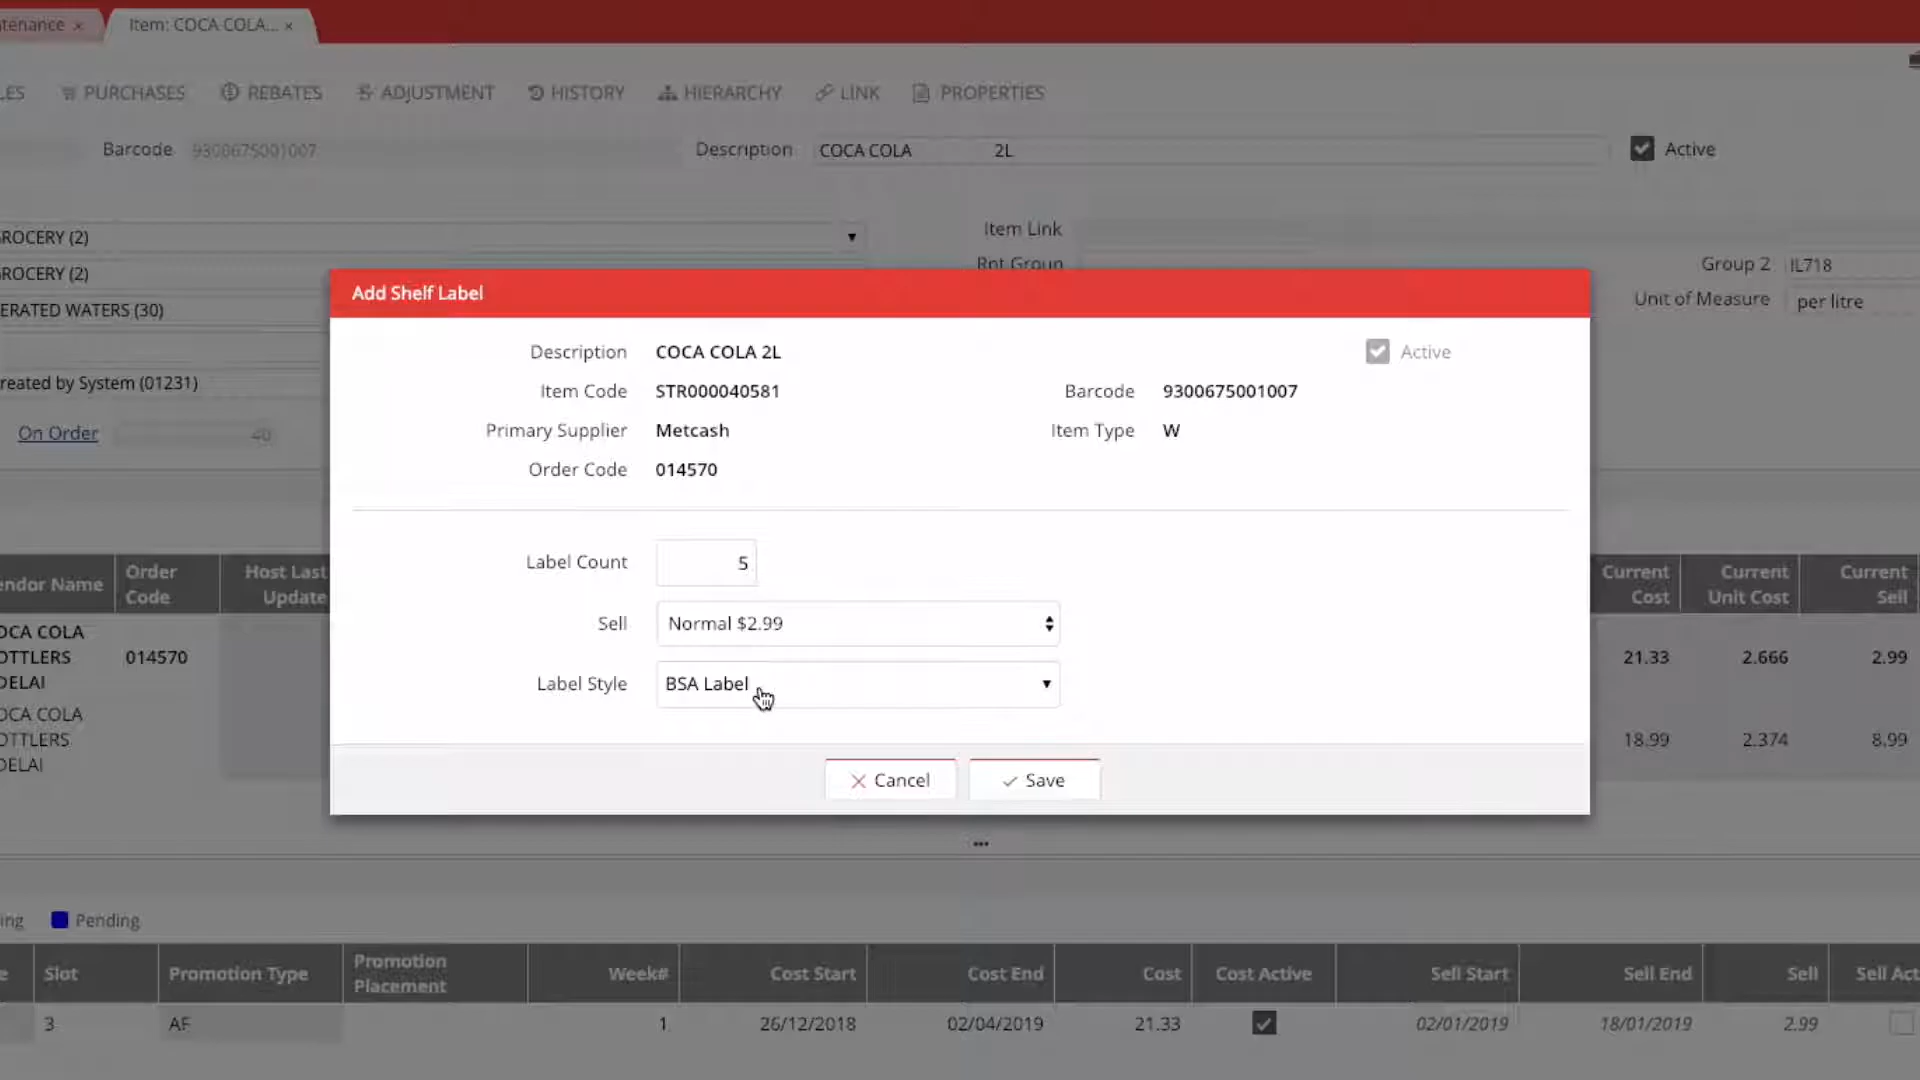 tenance ×
Item: COCA COLA... ×
LES
PURCHASES
REBATES
ADJUSTMENT
HISTORY
HIERARCHY
LINK
PROPERTIES
Barcode 9300675001007
Description COCA COLA 2L
Active
ROCERY (2)
Item Link
ROCERY (2)
Rpt Group
Group 2 IL718
ERATED WATERS (30)
Unit of Measure per litre
reated by System (01231)
On Order 40
Add Shelf Label
Description COCA COLA 2L
Active
Item Code STR000040581
Barcode 9300675001007
Primary Supplier Metcash
Item Type W
Order Code 014570
Label Count 5
Sell Normal $2.99
Label Style BSA Label
Cancel
Save
endor Name
Order
Code
Host Last
Update
Current
Cost
Current
Unit Cost
Current
Sell
OCA COLA
OTTLERS
DELAI
014570
21.33 2.666 2.99
OCA COLA
OTTLERS
DELAI
18.99 2.374 8.99
•••
ing
Pending
e
Slot
Promotion Type
Promotion
Placement
Week#
Cost Start
Cost End
Cost
Cost Active
Sell Start
Sell End
Sell
Sell Act
3 AF 1 26/12/2018 02/04/2019 21.33 02/01/2019 18/01/2019 2.99